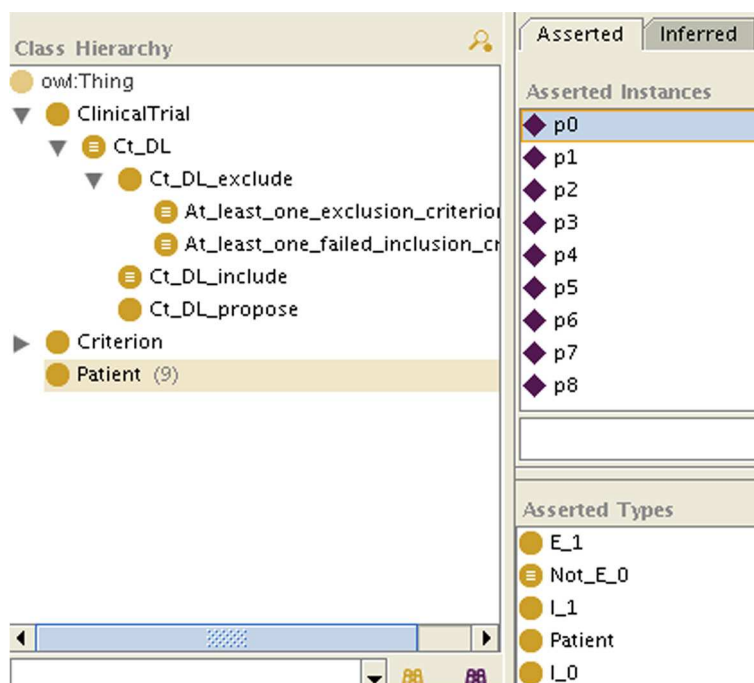 Class Hierarchy
owl:Thing
ClinicalTrial
Ct_DL
Ct_DL_exclude
At_least_one_exclusion_criterion
At_least_one_failed_inclusion_cr
Ct_DL_include
Ct_DL_propose
Criterion
Patient (9)
Asserted Inferred
Asserted Instances
p0
p1
p2
p3
p4
p5
p6
p7
p8
Asserted Types
E_1
Not_E_0
I_1
Patient
I_0